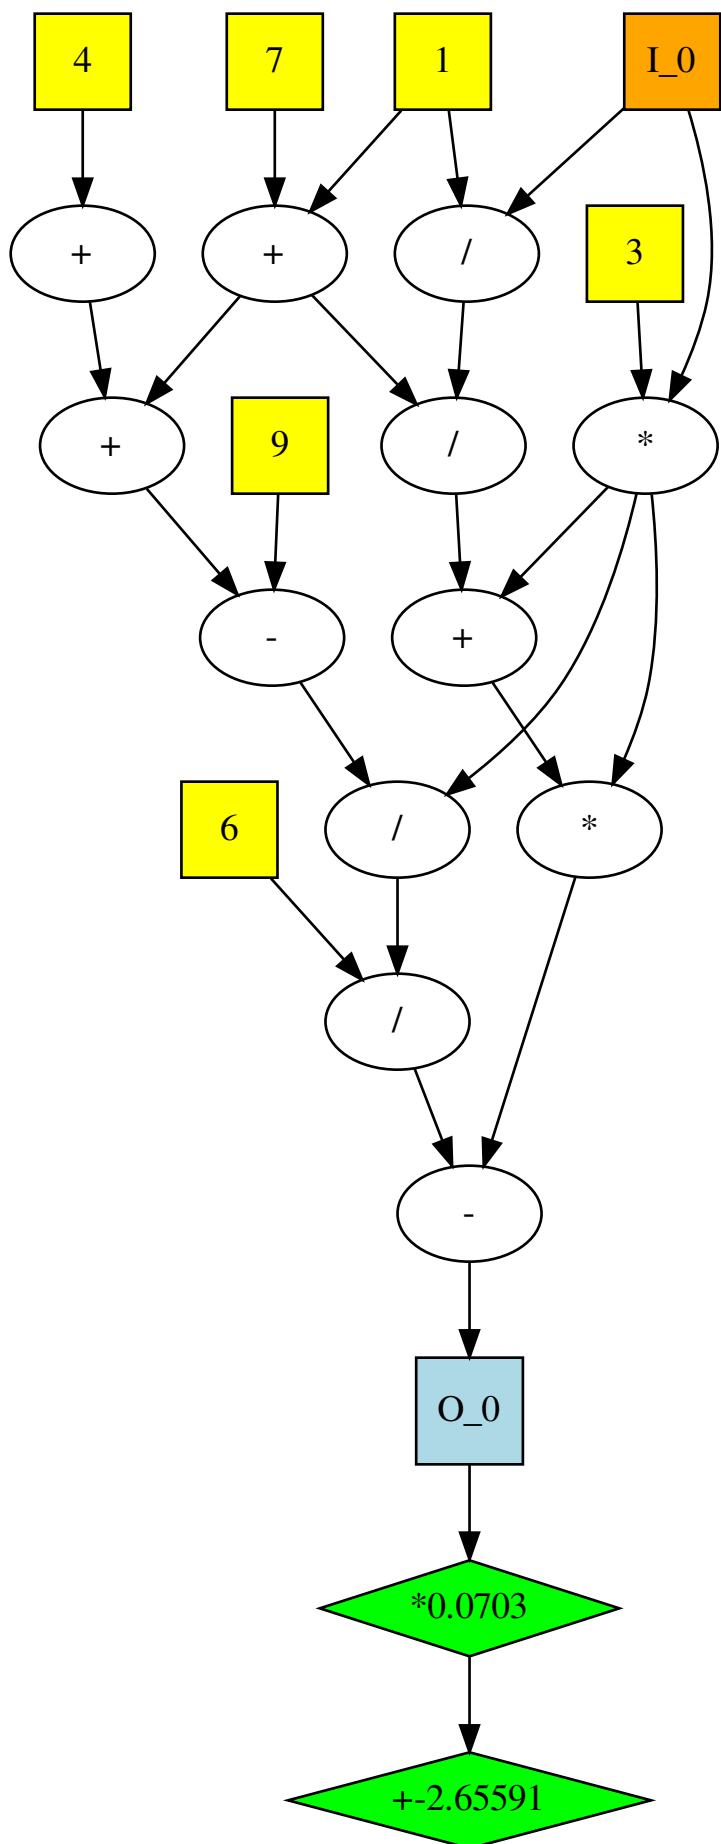 4 7 1 I_0
+ + / 3
+ 9 / *
- +
6 / *
/
-
O_0
*0.0703
+-2.65591